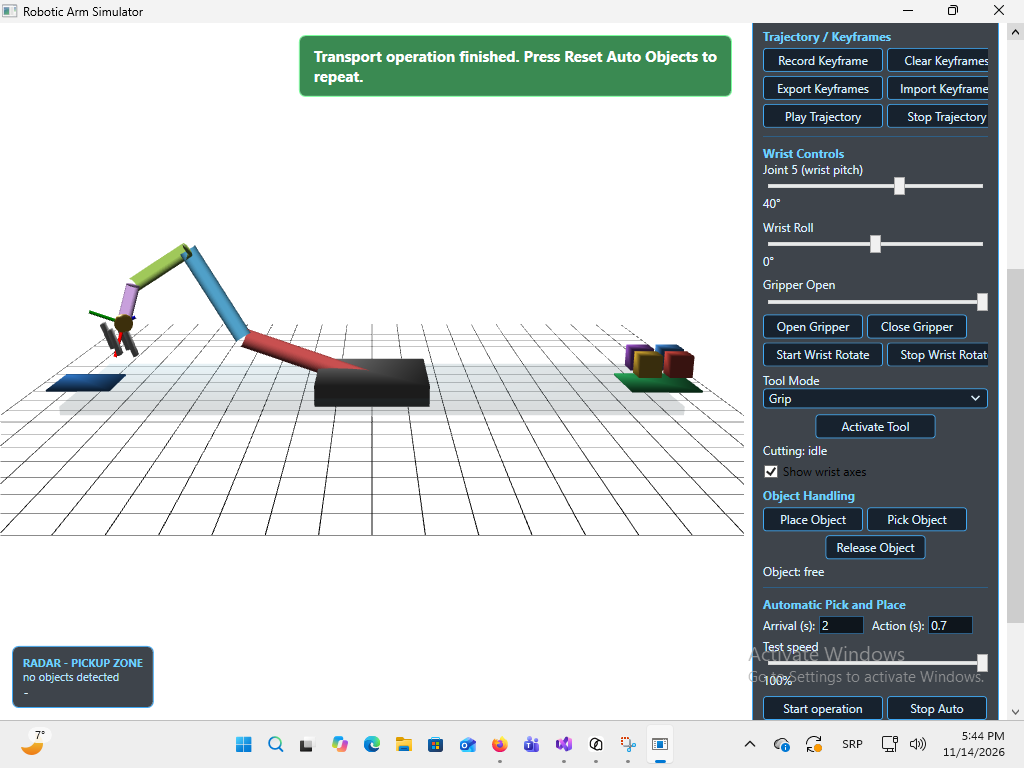 Robotic Arm Simulator
Transport operation finished. Press Reset Auto Objects to
repeat.
Trajectory / Keyframes
Record Keyframe
Clear Keyframes
Export Keyframes
Import Keyframe
Play Trajectory
Stop Trajectory
Wrist Controls
Joint 5 (wrist pitch)
40°
Wrist Roll
0°
Gripper Open
Open Gripper
Close Gripper
Start Wrist Rotate
Stop Wrist Rotat
Tool Mode
Grip
Activate Tool
Cutting: idle
Show wrist axes
Object Handling
Place Object
Pick Object
Release Object
Object: free
Automatic Pick and Place
Arrival (s): 2
Action (s): 0.7
Test speed
100%
Start operation
Stop Auto
Activate Windows
Go to Settings to activate Windows.
RADAR - PICKUP ZONE
no objects detected
-
7°
SRP
5:44 PM
11/14/2026